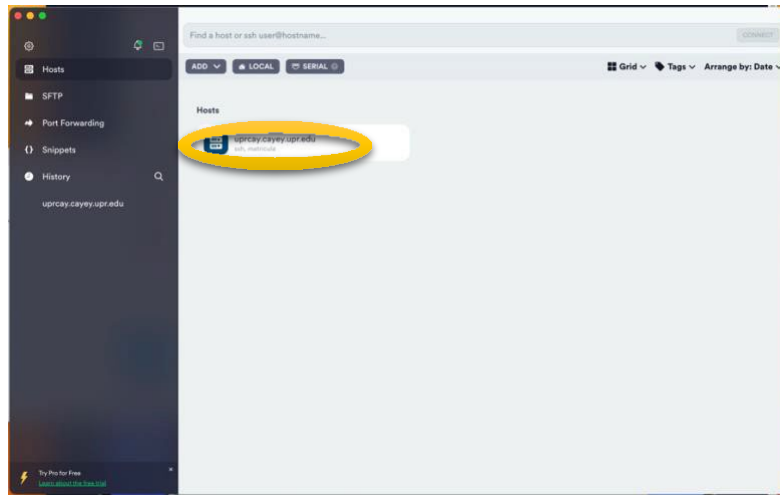 Find a host or ssh user@hostname...
CONNECT
Hosts
ADD
LOCAL
SERIAL
Grid
Tags
Arrange by: Date
SFTP
Hosts
Port Forwarding
uprcay.cayey.upr.edu
ssh, matricula
{} Snippets
History
uprcay.cayey.upr.edu
Try Pro for Free
Learn about the free trial